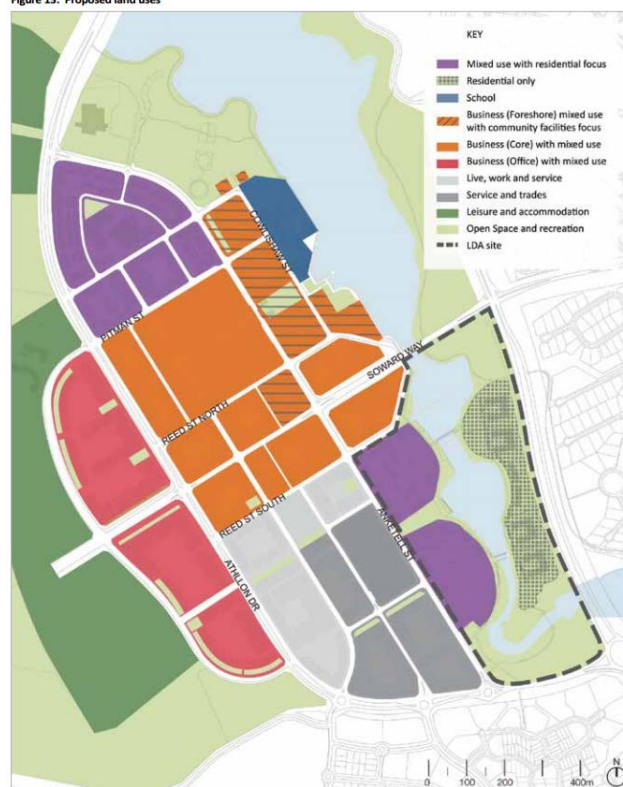 Figure 13: Proposed land uses
KEY
Mixed use with residential focus
Residential only
School
Business (Foreshore) mixed use
with community facilities focus
Business (Core) with mixed use
Business (Office) with mixed use
Live, work and service
Service and trades
Leisure and accommodation
Open Space and recreation
LDA site
COWLISHAW ST
PITMAN ST
SOWARD WAY
REED ST NORTH
REED ST SOUTH
ANKETELL ST
ATHLLON DR
N
0 100 200 400m